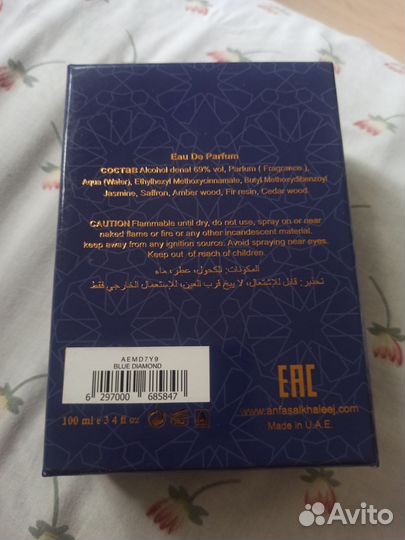 Eau De Parfum
СОСТАВ Alcohol denat 69% vol, Parfum ( Fragrance ),
Aqua (Water), Ethylhexyl Methoxycinnamate, Butyl Methoxydibenzoyl
Jasmine, Saffron, Amber wood, Fir resin, Cedar wood.
CAUTION Flammable until dry, do not use, spray on or near
naked flame or fire or any other incandescent material.
keep away from any ignition source. Avoid spraying near eyes.
Keep out of reach of children.
المكونات: الكحول، عطر، ماء
تحذير: قابل للإشتعال، لا يبخ قرب العين، للإستعمال الخارجي فقط
AEMD7Y9
BLUE DIAMOND
6 297000 685847
100 ml e 3 4 fl oz
EAC
www.anfasalkhaleej.com
Made in U.A.E.
Avito